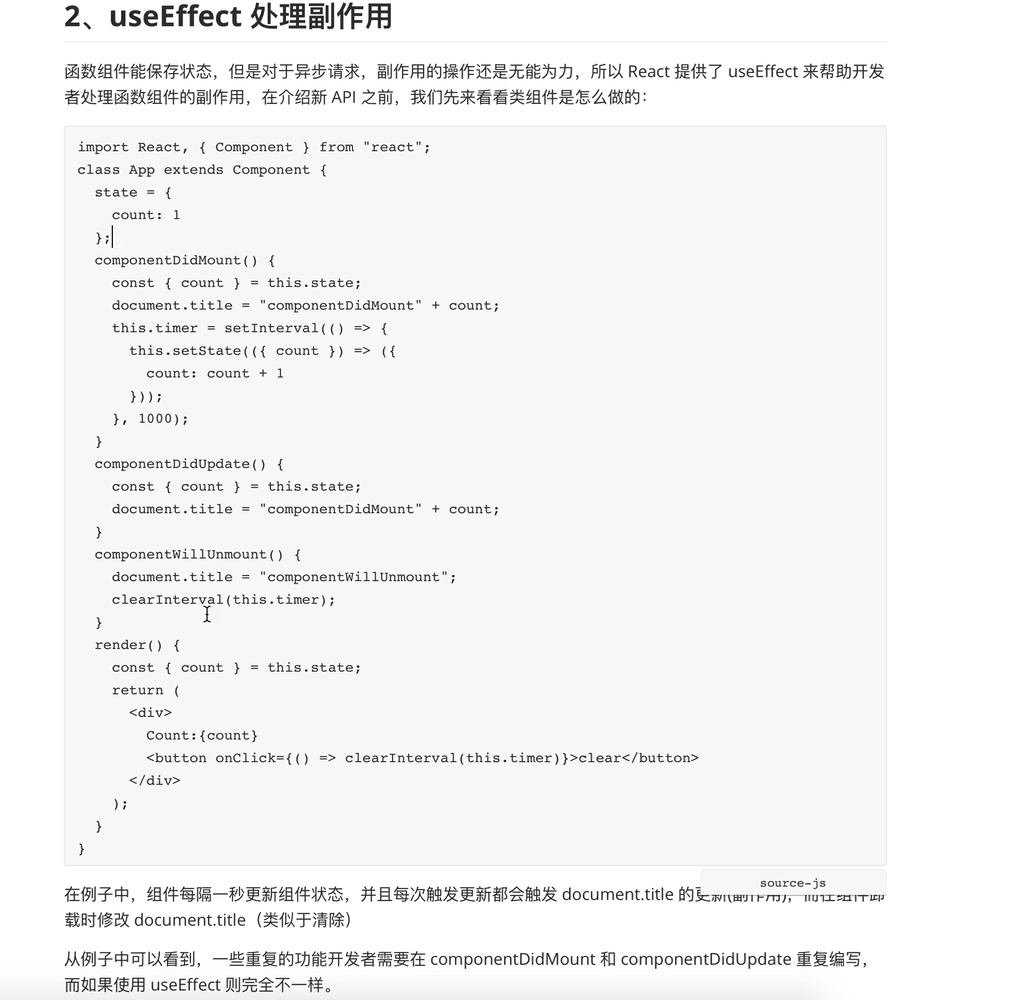 2、useEffect 处理副作用
函数组件能保存状态，但是对于异步请求，副作用的操作还是无能为力，所以 React 提供了 useEffect 来帮助开发
者处理函数组件的副作用，在介绍新 API 之前，我们先来看看类组件是怎么做的：
import React, { Component } from "react";
class App extends Component {
  state = {
    count: 1
  };
  componentDidMount() {
    const { count } = this.state;
    document.title = "componentDidMount" + count;
    this.timer = setInterval(() => {
      this.setState(({ count }) => ({
        count: count + 1
      }));
    }, 1000);
  }
  componentDidUpdate() {
    const { count } = this.state;
    document.title = "componentDidMount" + count;
  }
  componentWillUnmount() {
    document.title = "componentWillUnmount";
    clearInterval(this.timer);
  }
  render() {
    const { count } = this.state;
    return (
      <div>
        Count:{count}
        <button onClick={() => clearInterval(this.timer)}>clear</button>
      </div>
    );
  }
}
source-js
在例子中，组件每隔一秒更新组件状态，并且每次触发更新都会触发 document.title 的更新(副作用)，而在组件卸
载时修改 document.title（类似于清除）
从例子中可以看到，一些重复的功能开发者需要在 componentDidMount 和 componentDidUpdate 重复编写，
而如果使用 useEffect 则完全不一样。